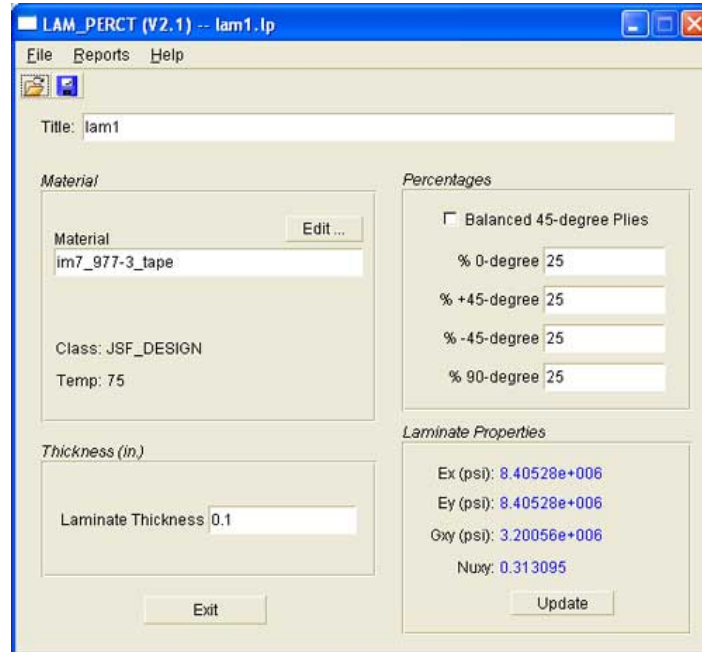 LAM_PERCT (V2.1) -- lam1.lp
File Reports Help
Title: lam1
Material
Material
Edit ...
im7_977-3_tape
Class: JSF_DESIGN
Temp: 75
Thickness (in.)
Laminate Thickness 0.1
Exit
Percentages
Balanced 45-degree Plies
% 0-degree 25
% +45-degree 25
% -45-degree 25
% 90-degree 25
Laminate Properties
Ex (psi): 8.40528e+006
Ey (psi): 8.40528e+006
Gxy (psi): 3.20056e+006
Nuxy: 0.313095
Update